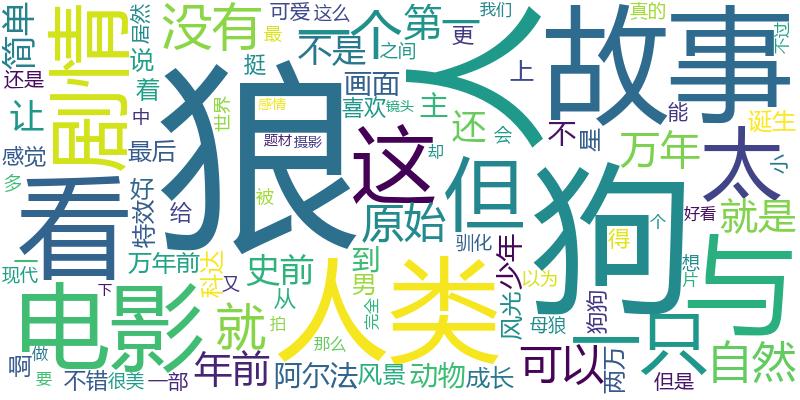 简单
剧情
居然
说
没有
可爱
这么
最
一个
不是
之间
挺
第一
我们
更
人
上
故事
真的
不过
还是
让
着
中
世界
狼
感情
画面
喜欢
镜头
主
还
会
不
星
能
万年
诞生
感觉
多
最后
特效
好
给
题材
摄影
这
却
但
太
小
看
被
原始
驯化
狗
得
个
好看
就是
一
现代
万年前
科达
又
史前
到
男
从
少年
风光
以为
狗狗
母狼
与
想
片
电影
下
就
拍
人类
完全
那么
一
只
自然
啊
做
要
不错
很美
一部
年前
阿尔法
风景
动物
成长
可以
两万
但是